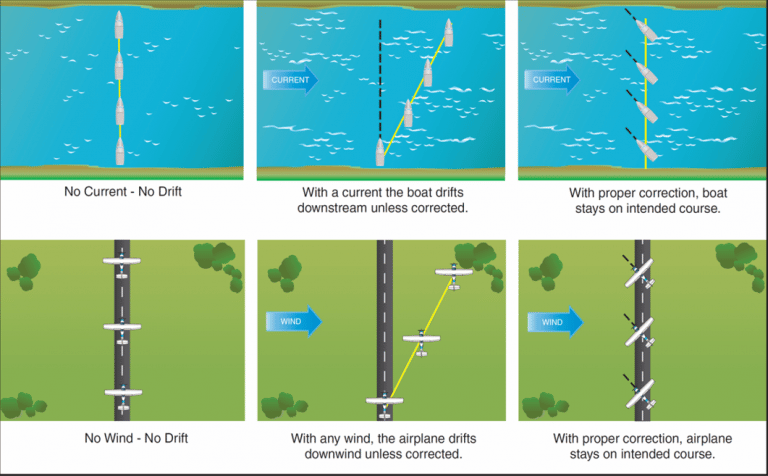 CURRENT
CURRENT
No Current - No Drift
With a current the boat drifts
downstream unless corrected.
With proper correction, boat
stays on intended course.
WIND
WIND
No Wind - No Drift
With any wind, the airplane drifts
downwind unless corrected.
With proper correction, airplane
stays on intended course.